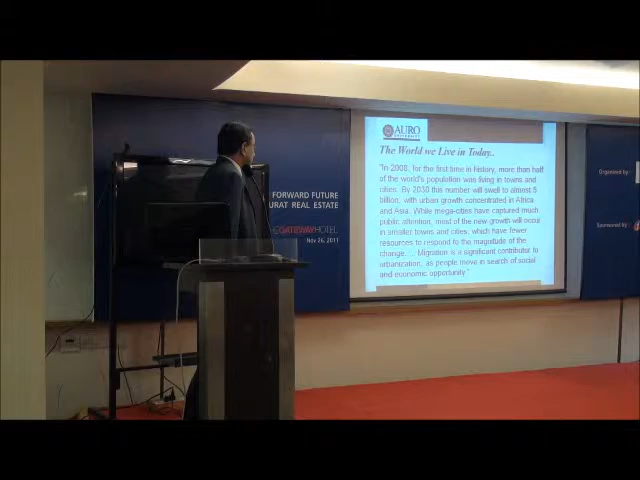 AURO
UNIVERSITY
The World we Live in Today..
"In 2008, for the first time in history, more than half
of the world's population was living in towns and
cities. By 2030 this number will swell to almost 5
billion, with urban growth concentrated in Africa
and Asia. While mega-cities have captured much
public attention, most of the new growth will occur
in smaller towns and cities, which have fewer
resources to respond to the magnitude of the
change. ... Migration is a significant contributor to
urbanization, as people move in search of social
and economic opportunity"
FORWARD FUTURE
URAT REAL ESTATE
GATEWAY HOTEL
Nov 26, 2011
Organized by:
Sponsored by: